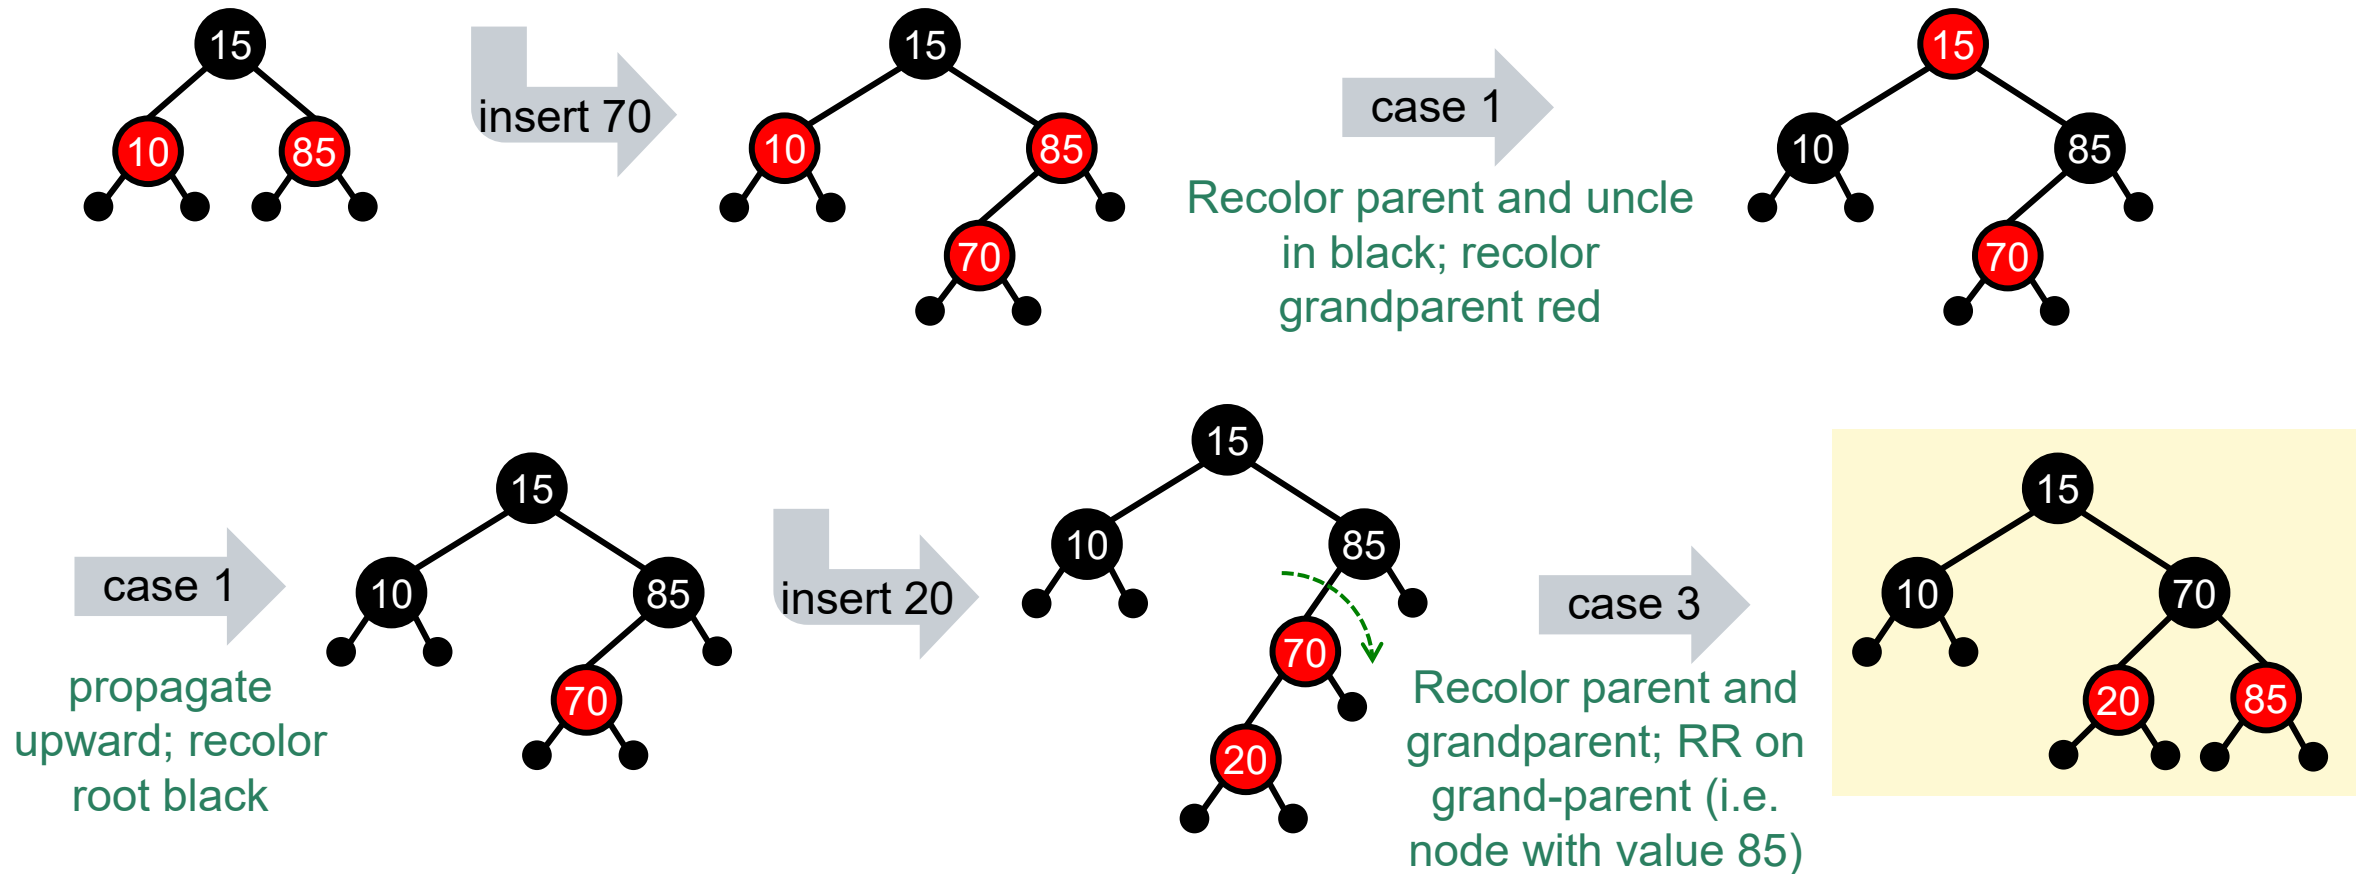 15
10
85
insert 70
15
10
85
70
case 1
Recolor parent and uncle
in black; recolor
grandparent red
15
10
85
70
case 1
propagate
upward; recolor
root black
15
10
85
70
insert 20
15
10
85
70
20
case 3
Recolor parent and
grandparent; RR on
grand-parent (i.e.
node with value 85)
15
10
70
20
85